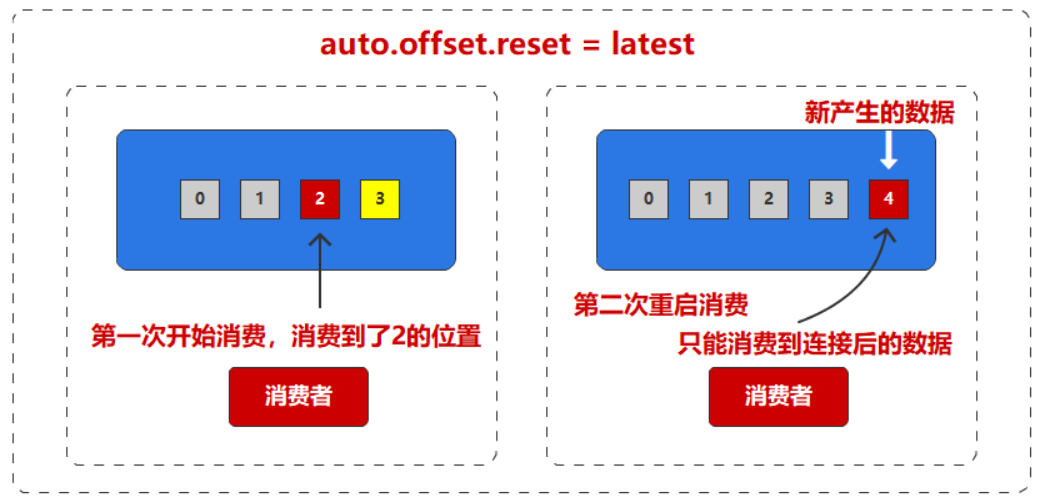 auto.offset.reset = latest
0 1 2 3
第一次开始消费，消费到了2的位置
消费者
新产生的数据
0 1 2 3 4
第二次重启消费
只能消费到连接后的数据
消费者